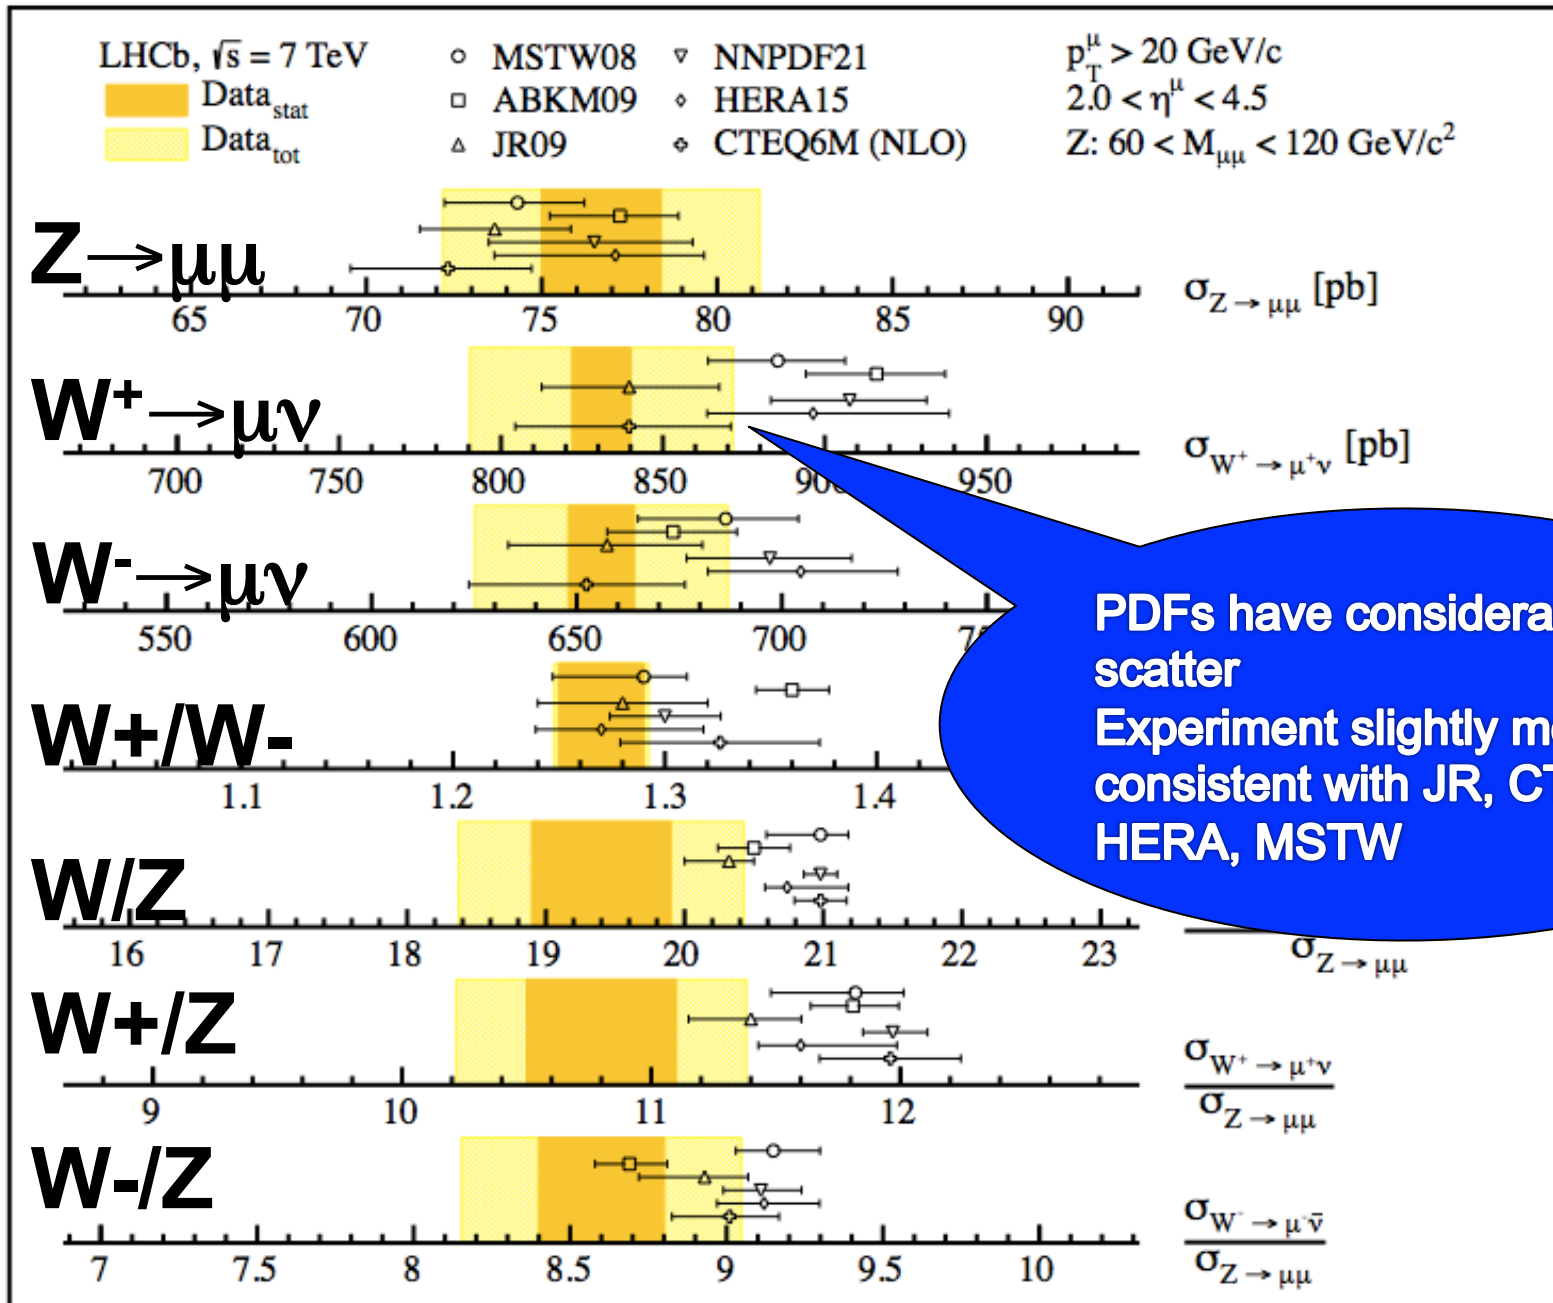 LHCb, √s = 7 TeV
Data_stat
Data_tot
MSTW08
ABKM09
JR09
NNPDF21
HERA15
CTEQ6M (NLO)
p_T^μ > 20 GeV/c
2.0 < η^μ < 4.5
Z: 60 < M_μμ < 120 GeV/c²
Z→μμ
65 70 75 80 85 90
σ_Z → μμ [pb]
W⁺→μν
700 750 800 850 900 950
σ_W⁺ → μ⁺ν [pb]
W⁻→μν
550 600 650 700
W+/W-
1.1 1.2 1.3 1.4
PDFs have
scatter
Experiment slightly
consistent with JR,
HERA, MSTW
W/Z
16 17 18 19 20 21 22 23
σ_Z → μμ
W+/Z
9 10 11 12
σ_W⁺ → μ⁺ν
σ_Z → μμ
W-/Z
7 7.5 8 8.5 9 9.5 10
σ_W⁻ → μ⁻ν̄
σ_Z → μμ